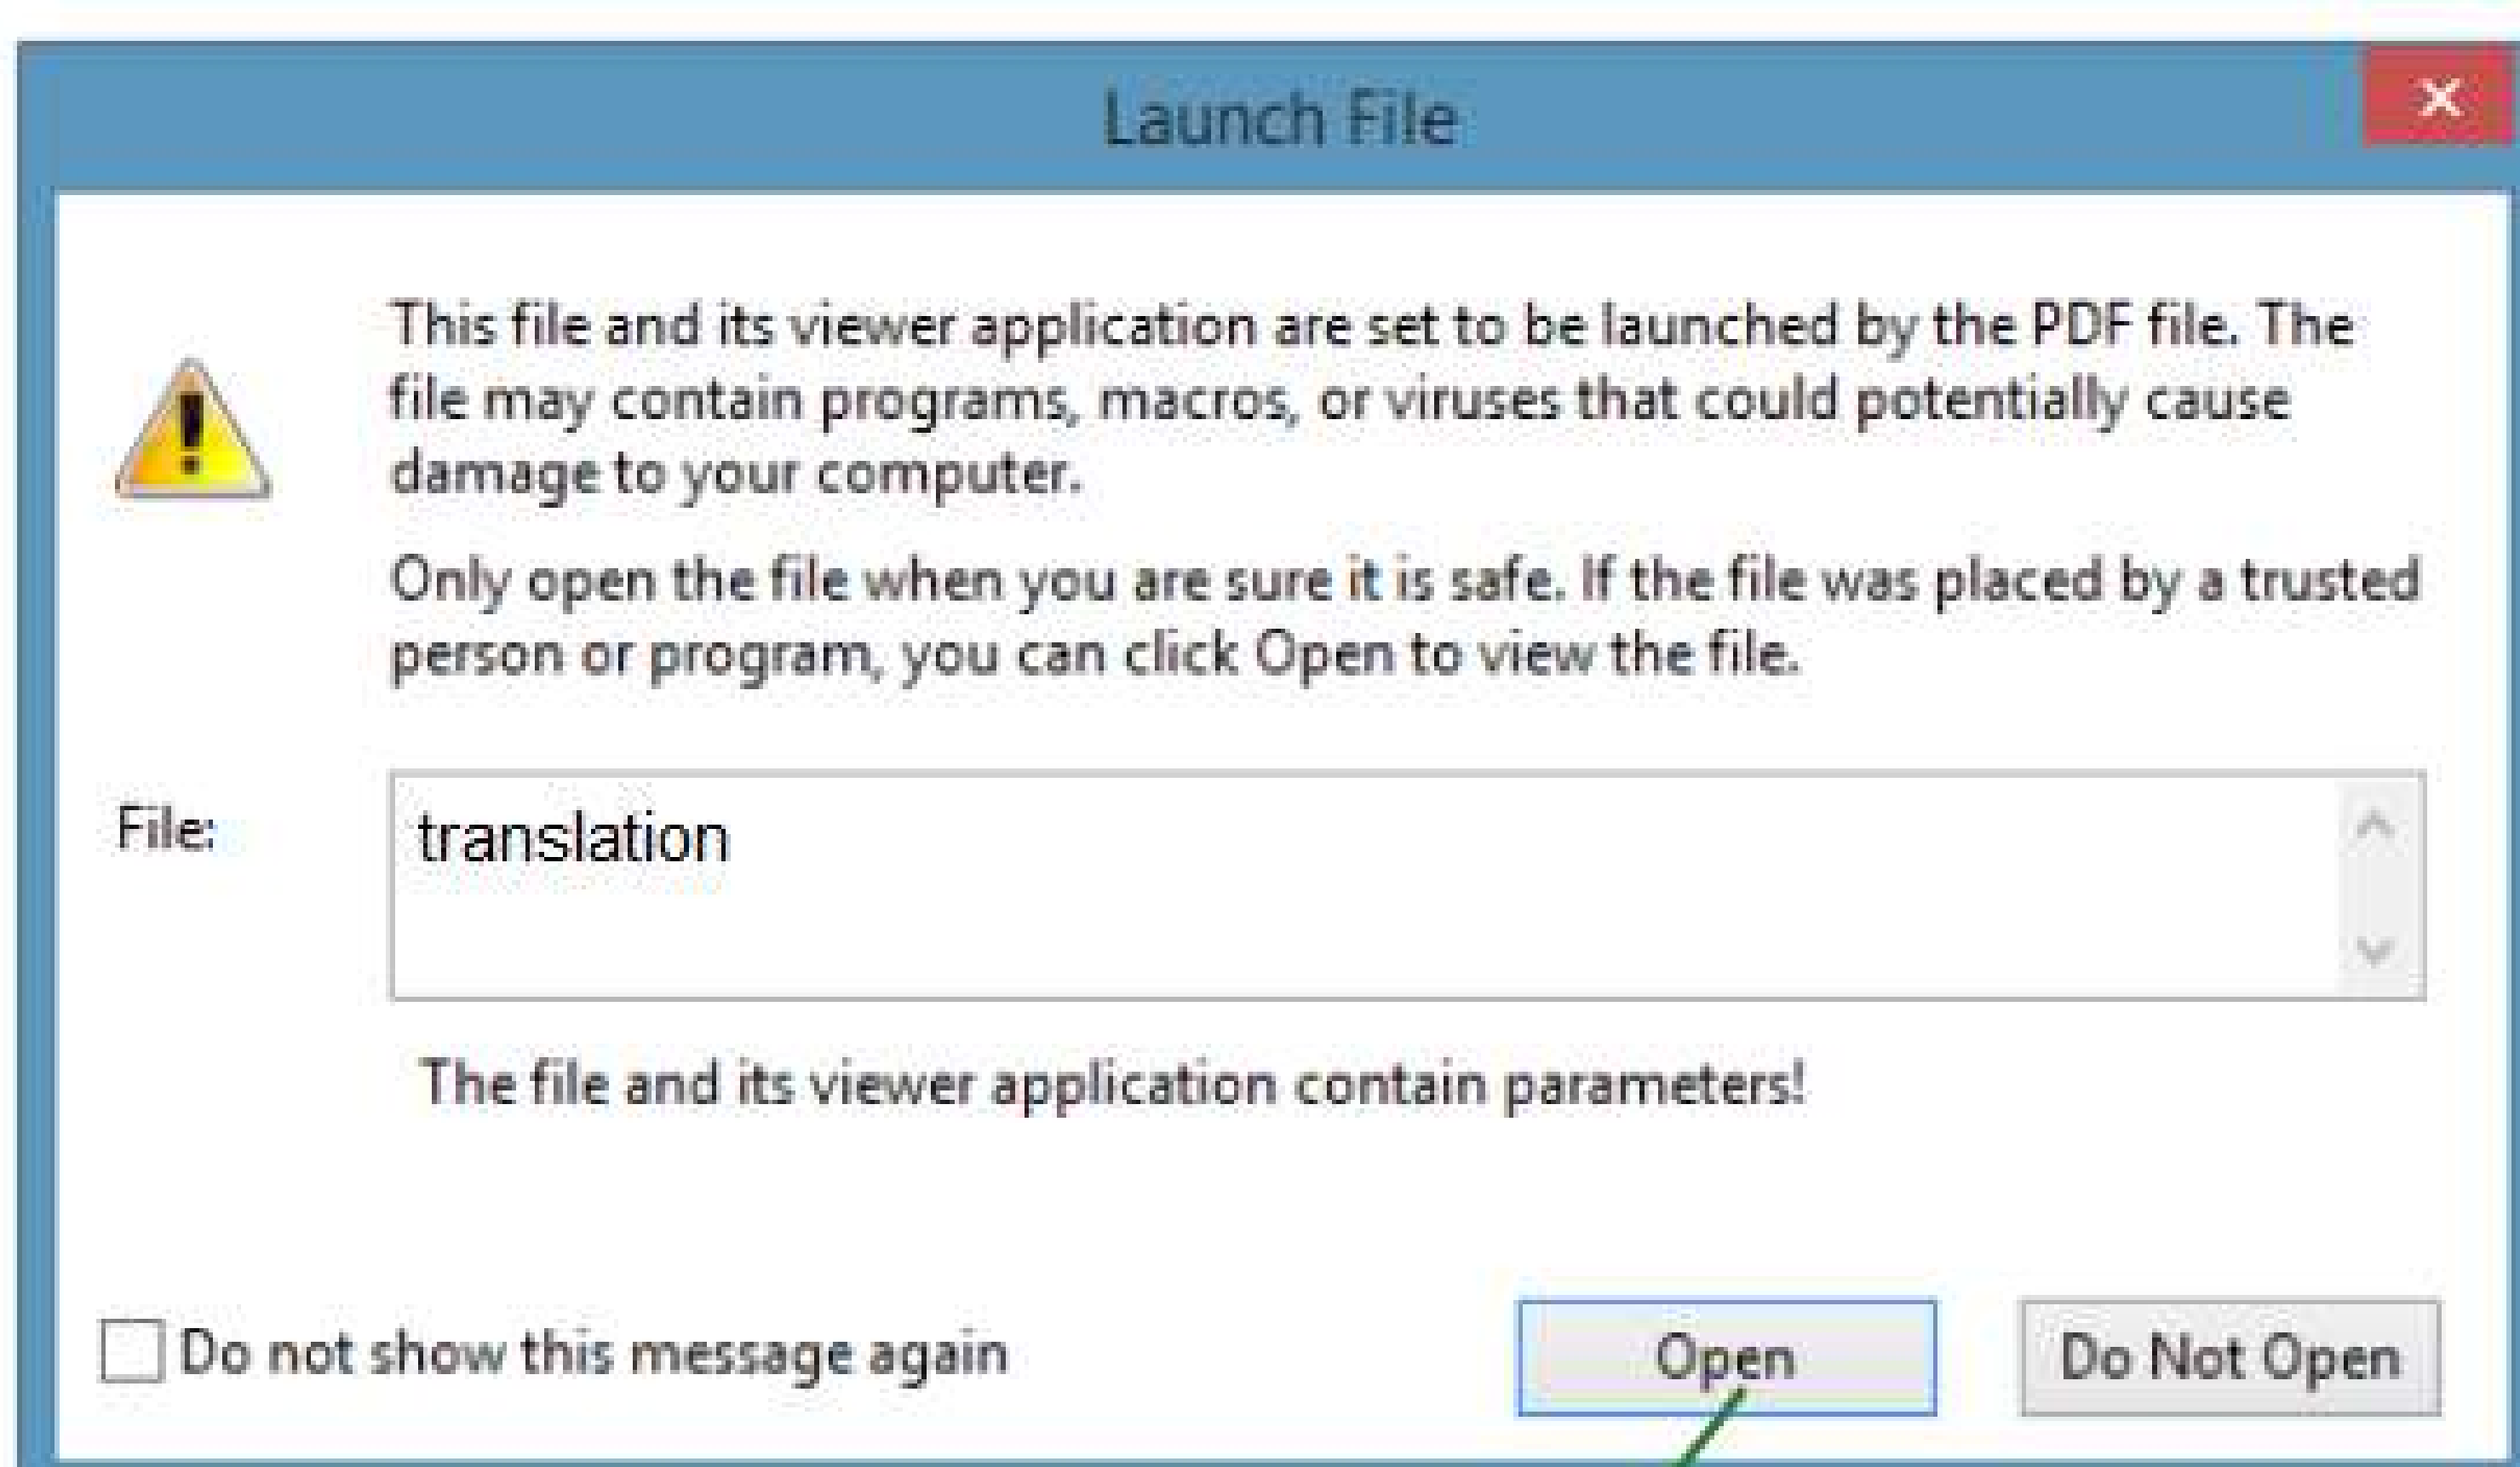 Launch File
This file and its viewer application are set to be launched by the PDF file. The
file may contain programs, macros, or viruses that could potentially cause
damage to your computer.
Only open the file when you are sure it is safe. If the file was placed by a trusted
person or program, you can click Open to view the file.
File:
translation
The file and its viewer application contain parameters!
Do not show this message again
Open
Do Not Open